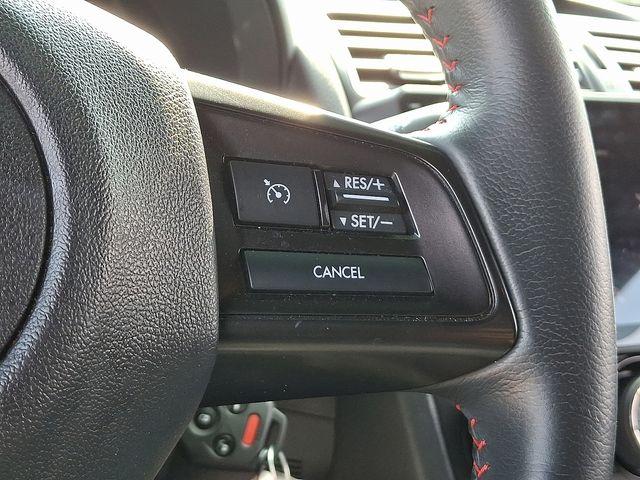 ▲ RES/+
▼ SET/−
CANCEL